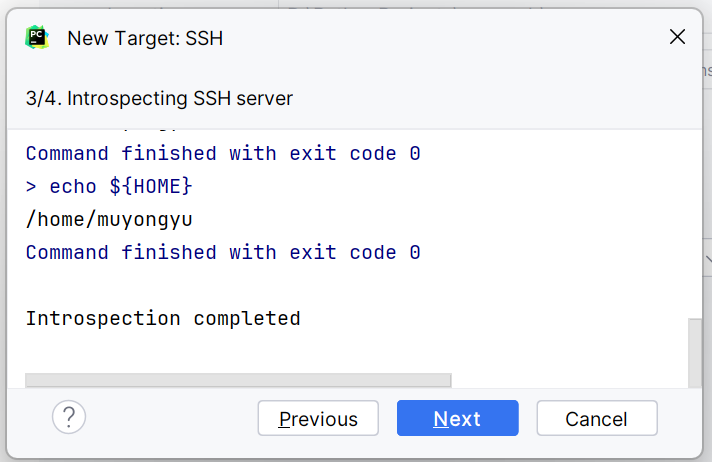 PC
New Target: SSH
3/4. Introspecting SSH server
Command finished with exit code 0
> echo ${HOME}
/home/muyongyu
Command finished with exit code 0
Introspection completed
?
Previous
Next
Cancel